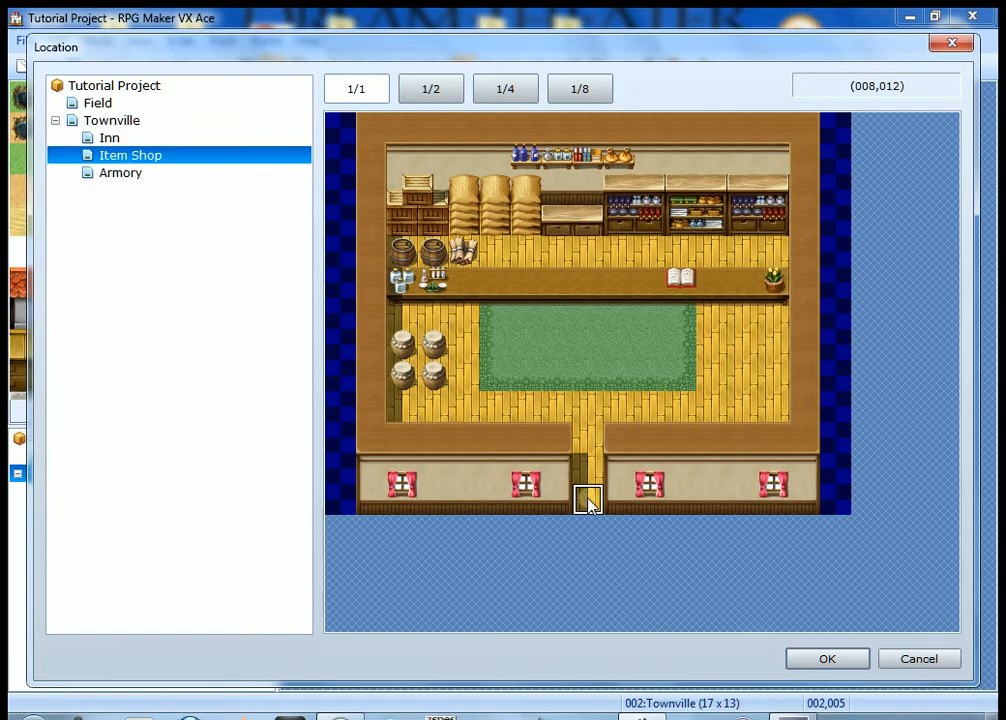 Tutorial Project - RPG Maker VX Ace
Location
Tutorial Project
Field
Townville
Inn
Item Shop
Armory
1/1
1/2
1/4
1/8
(008,012)
OK
Cancel
002:Townville (17 x 13)
002,005